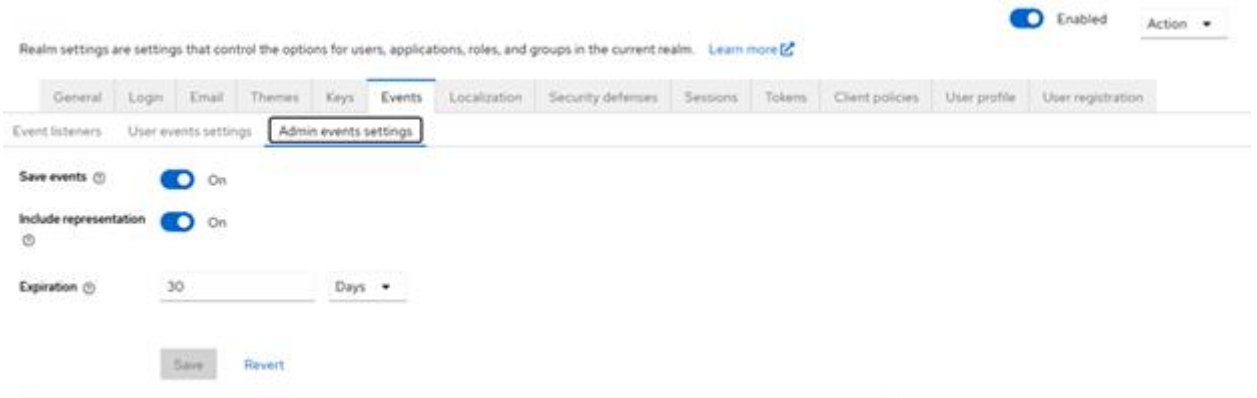 Enabled
Action
Realm settings are settings that control the options for users, applications, roles, and groups in the current realm. Learn more
General Login Email Themes Keys Events Localization Security defenses Sessions Tokens Client policies User profile User registration
Event listeners User events settings Admin events settings
Save events On
Include representation On
Expiration 30 Days
Save Revert